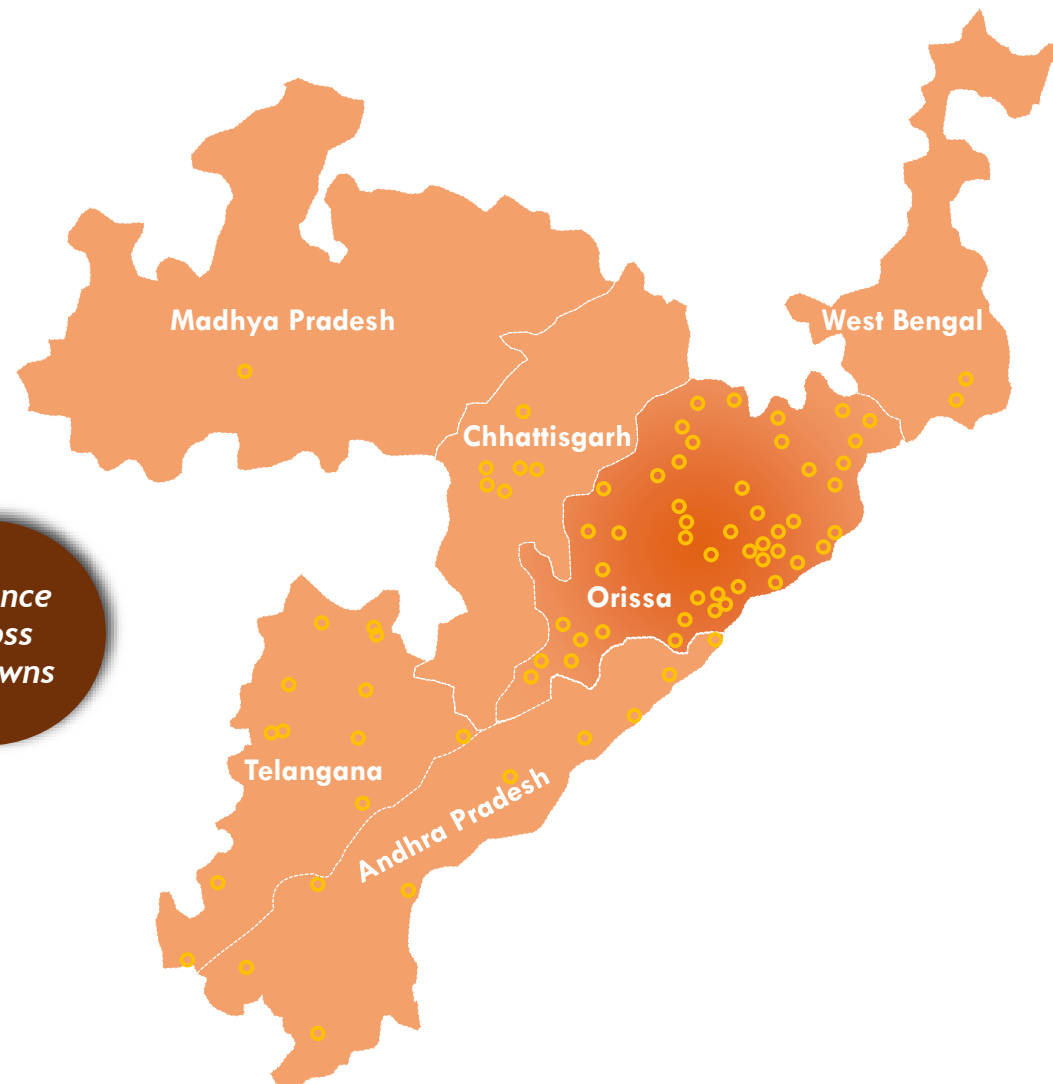 Madhya Pradesh
West Bengal
Chhattisgarh
Orissa
Telangana
Andhra Pradesh